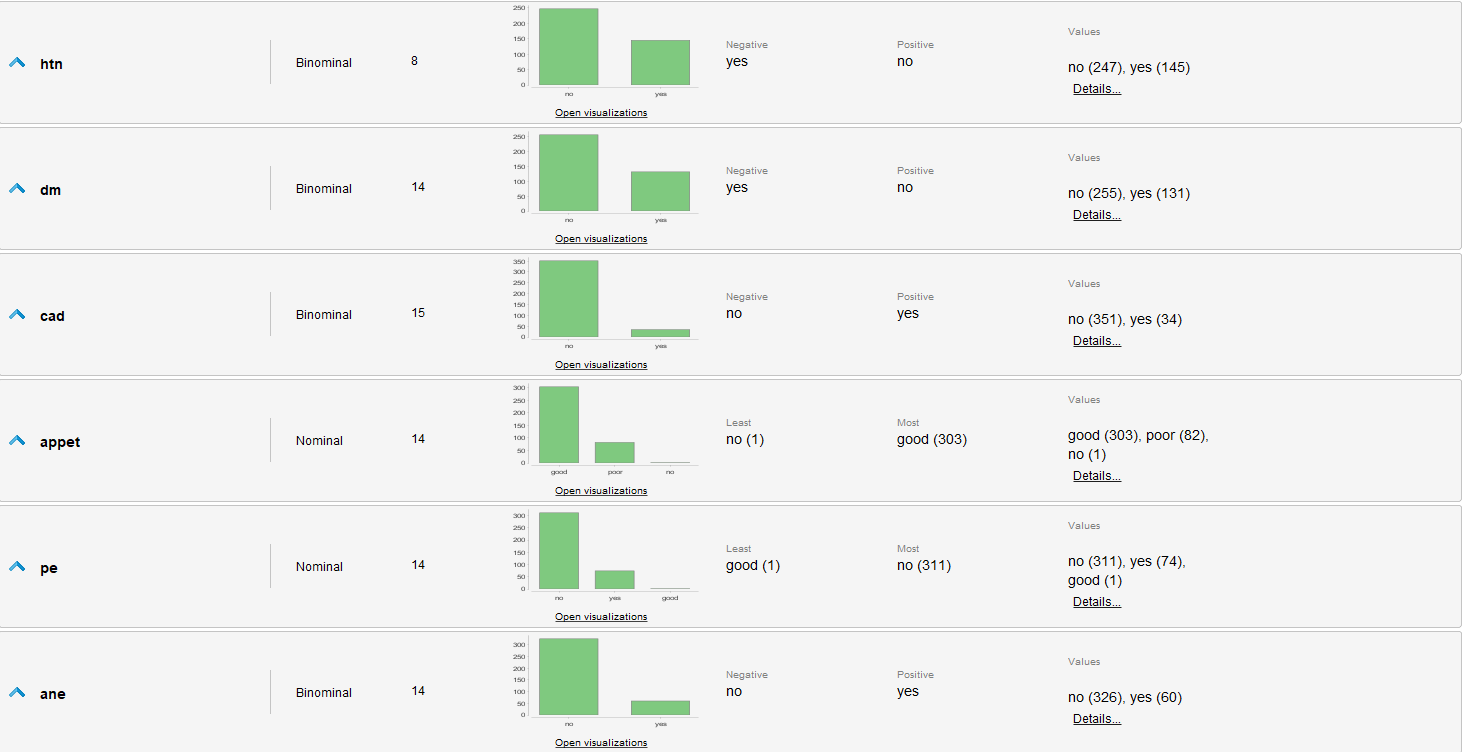 htn
Binominal
8
250
200
150
100
50
0
no yes
Open visualizations
Negative
yes
Positive
no
Values
no (247), yes (145)
Details...
dm
Binominal
14
250
200
150
100
50
0
no yes
Open visualizations
Negative
yes
Positive
no
Values
no (255), yes (131)
Details...
cad
Binominal
15
350
300
250
200
150
100
50
0
no yes
Open visualizations
Negative
no
Positive
yes
Values
no (351), yes (34)
Details...
appet
Nominal
14
300
250
200
150
100
50
0
good poor no
Open visualizations
Least
no (1)
Most
good (303)
Values
good (303), poor (82),
no (1)
Details...
pe
Nominal
14
300
250
200
150
100
50
0
no yes good
Open visualizations
Least
good (1)
Most
no (311)
Values
no (311), yes (74),
good (1)
Details...
ane
Binominal
14
300
250
200
150
100
50
0
no yes
Open visualizations
Negative
no
Positive
yes
Values
no (326), yes (60)
Details...